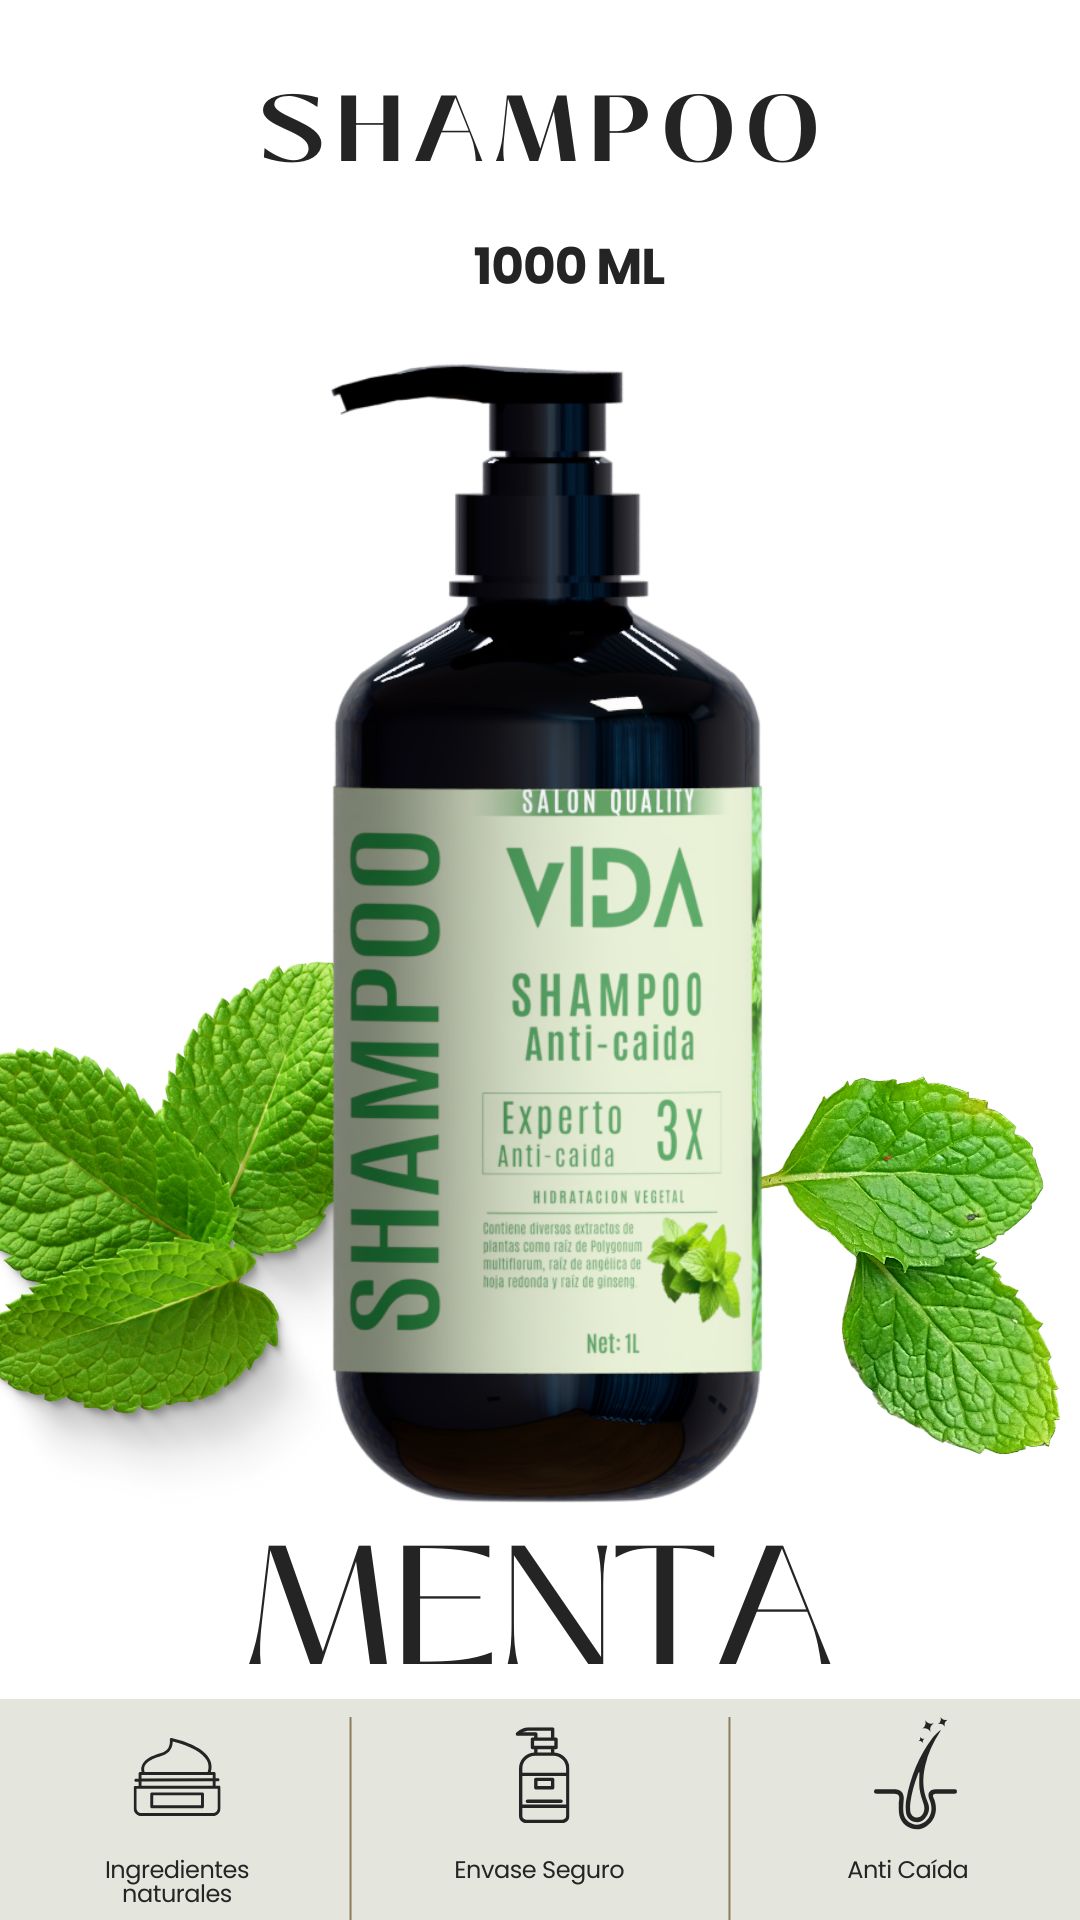 SHAMPOO
1000 ML
SALON QUALITY
VIDA
SHAMPOO
SHAMPOO
Anti-caida
Experto
Anti-caida
3x
HIDRATACION VEGETAL
Contiene diversos extractos de
plantas como raíz de Polygonum
multiflorum, raíz de angélica de
hoja redonda y raíz de ginseng.
Net: 1L
MENTA
Ingredientes
naturales
Envase Seguro
Anti Caída